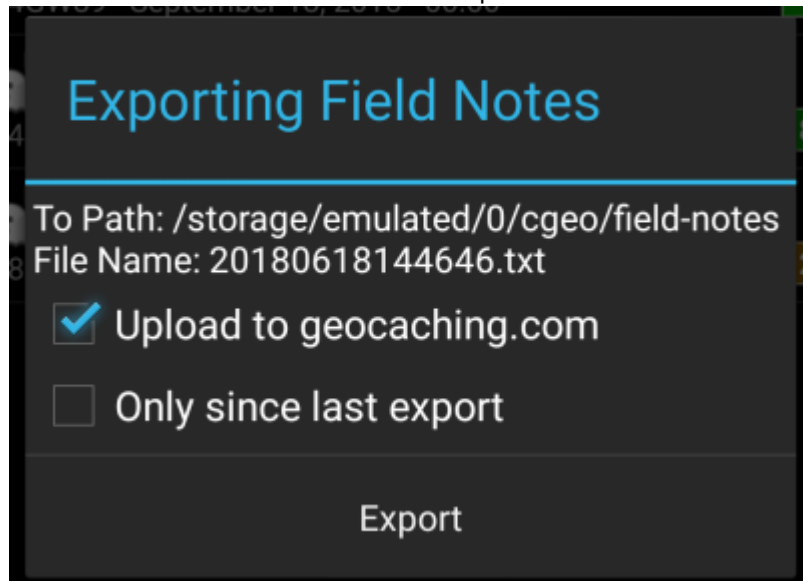 Exporting Field Notes
To Path: /storage/emulated/0/cgeo/field-notes
File Name: 20180618144646.txt
Upload to geocaching.com
Only since last export
Export